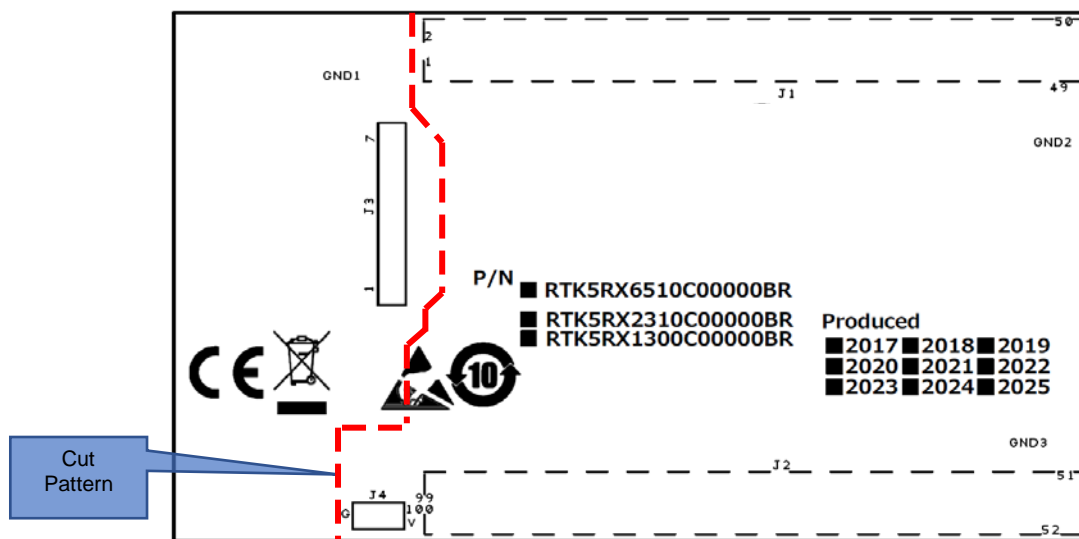 50
2
1
GND1
49
J1
GND2
7
J3
1
P/N
RTK5RX6510C00000BR
RTK5RX2310C00000BR
RTK5RX1300C00000BR
Produced
2017 2018 2019
2020 2021 2022
2023 2024 2025
CE
10
GND3
Cut
Pattern
J2
51
J4
99
100
G
V
52